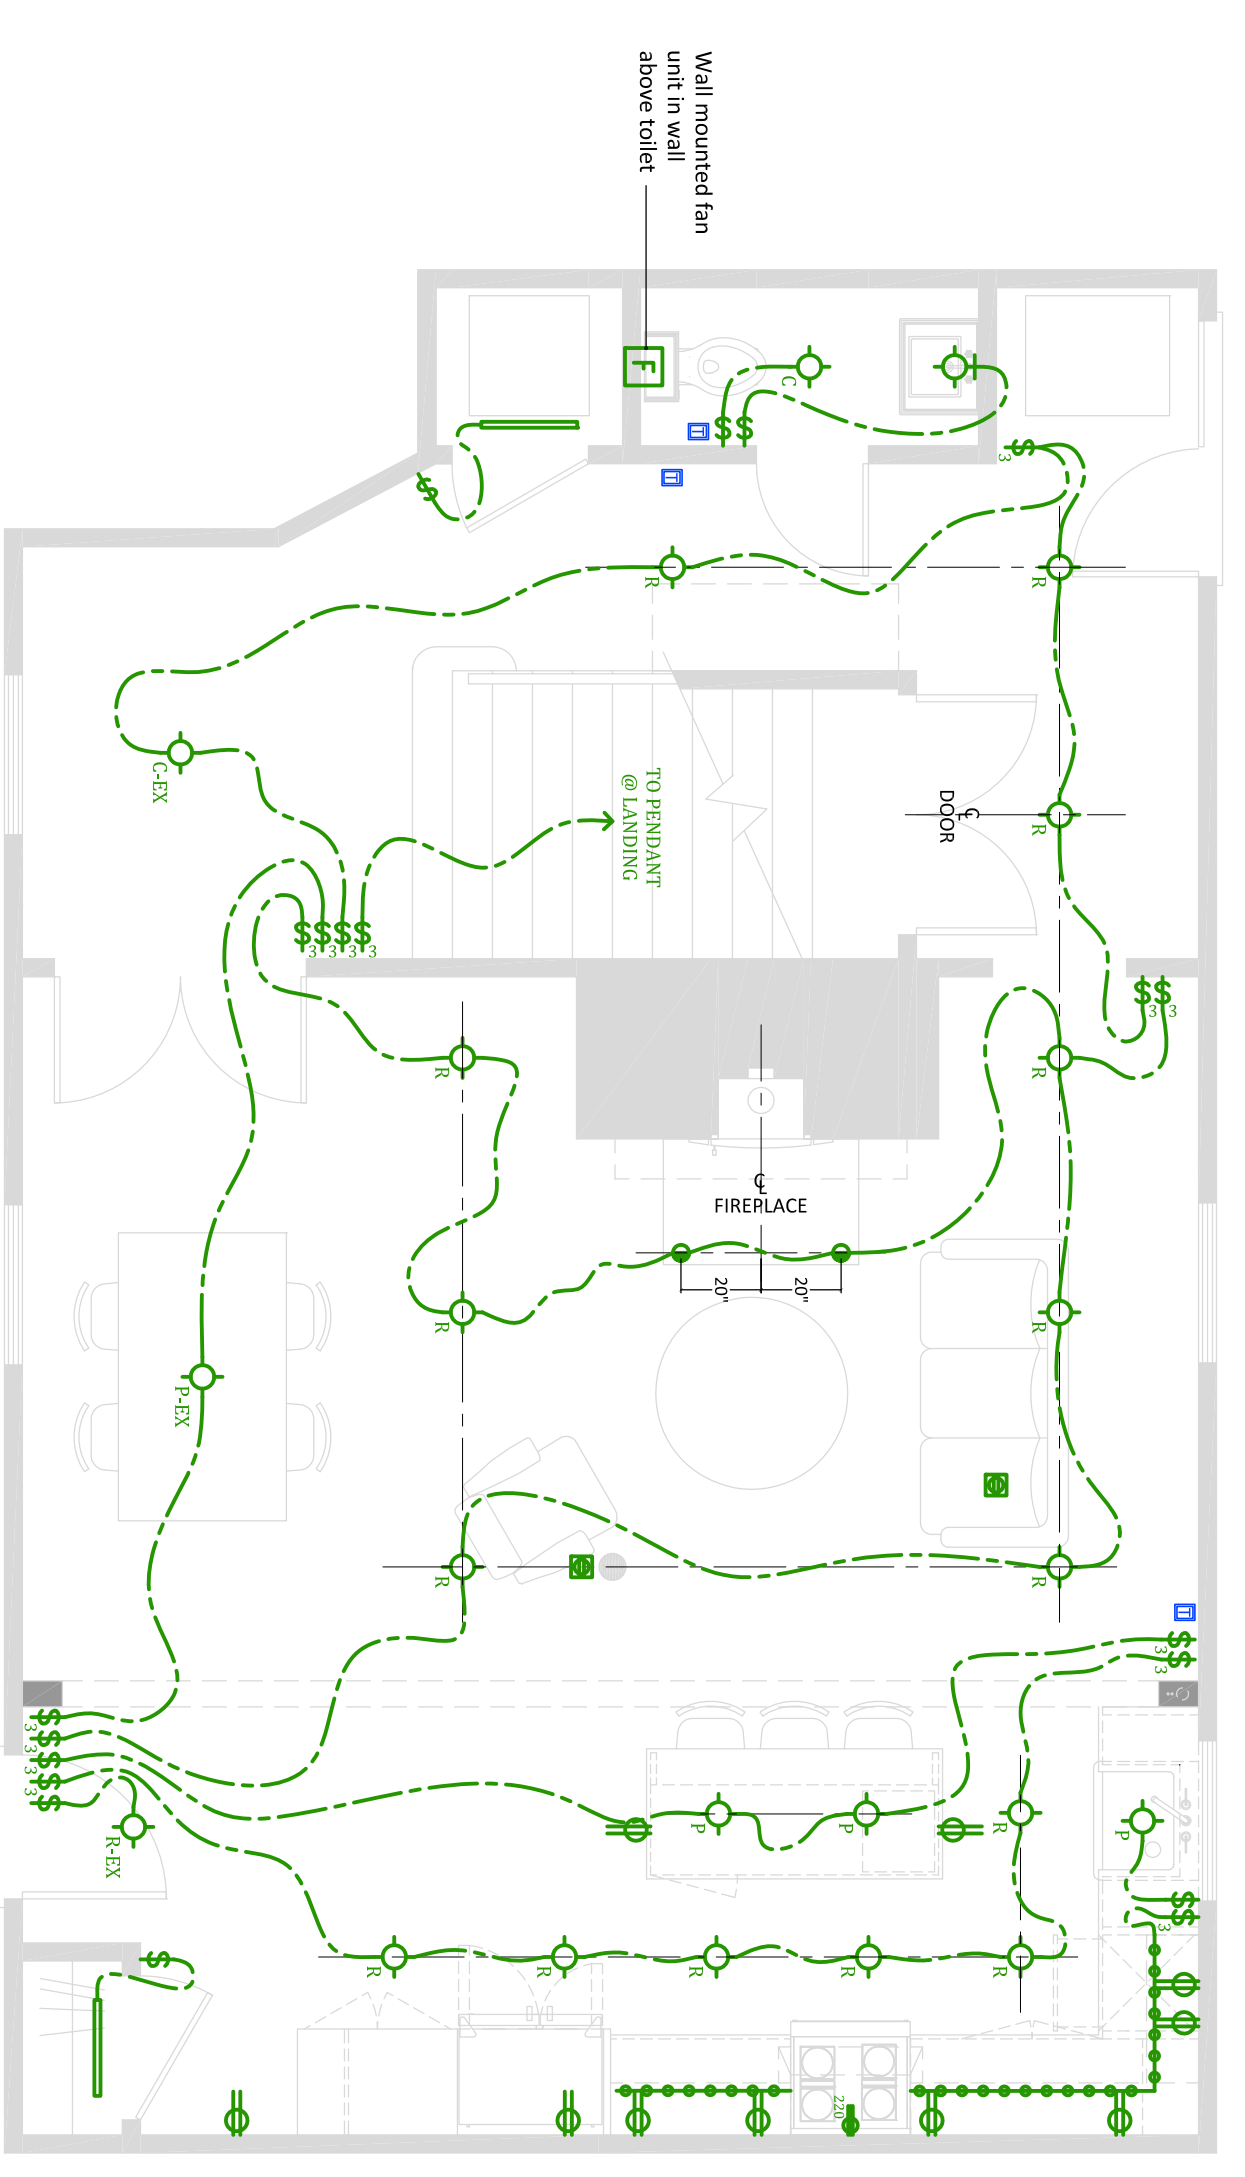 Wall mounted fan
unit in wall
above toilet
C
3
R
R
C-EX
TO PENDANT
@ LANDING
℄
DOOR
R
3
3
3
3
3
3
R
R
℄
FIREPLACE
20"
20"
R
R
P-EX
R
R
3
3
3
3
3
3
3
P
P
R
P
R-EX
3
R
R
R
R
R
220
T
T
T